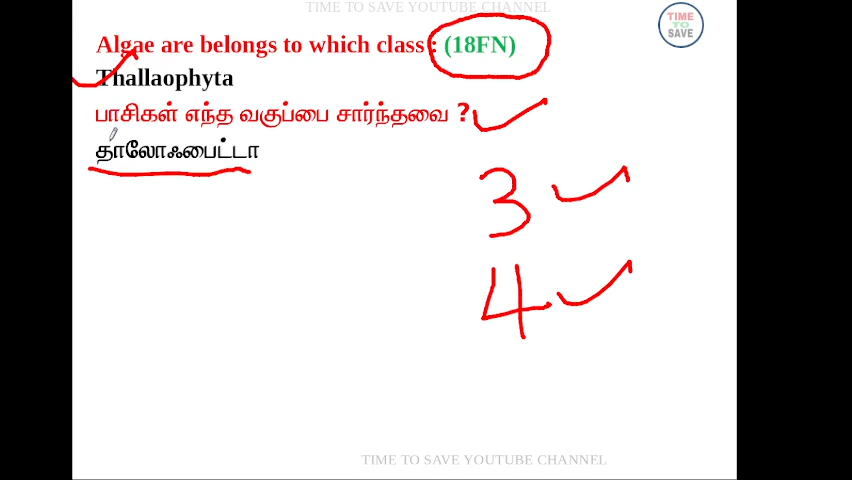 TIME TO SAVE YOUTUBE CHANNEL
TIME TO SAVE
Algae are belongs to which class : (18FN)
Thallaophyta
பாசிகள் எந்த வகுப்பை சார்ந்தவை ?
தாலோஃபைட்டா
3
4
TIME TO SAVE YOUTUBE CHANNEL